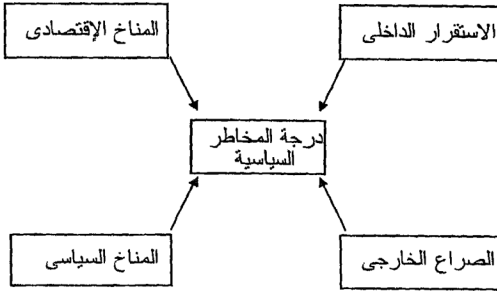 الاستقرار الداخلى
المناخ الإقتصادى
درجة المخاطر
السياسية
الصراع الخارجى
المناخ السياسى